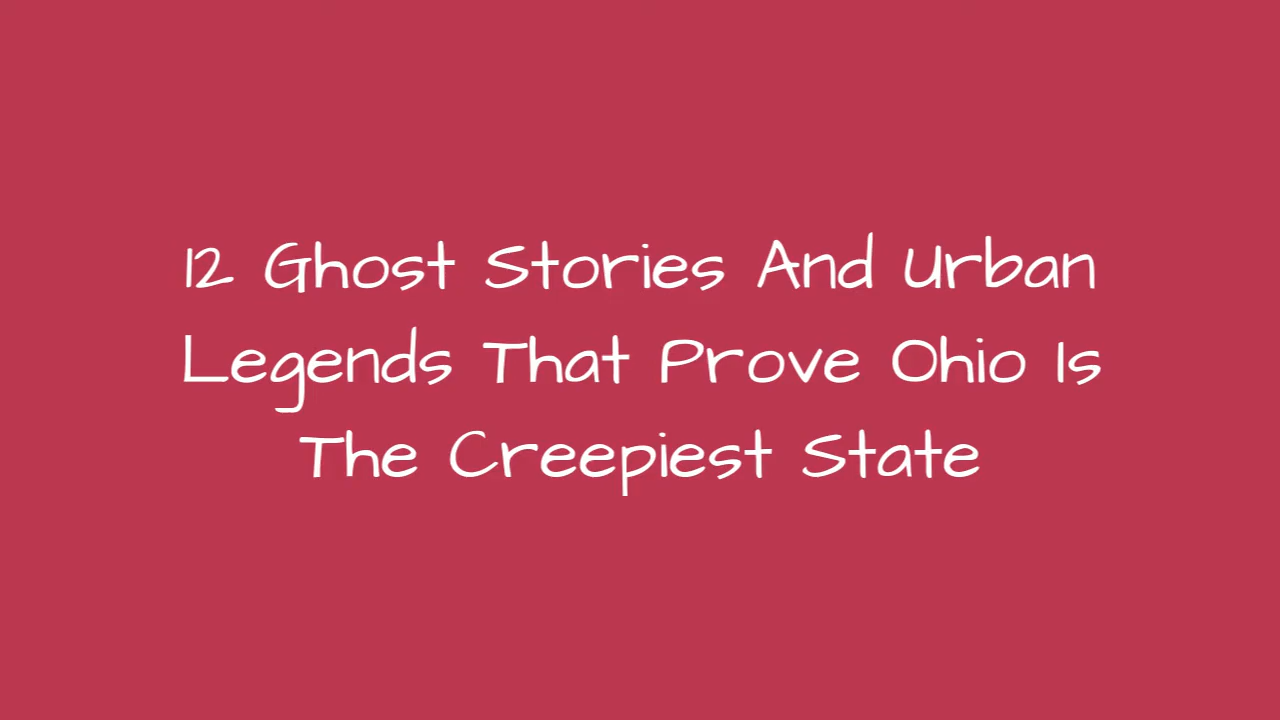 12 Ghost Stories And Urban
Legends That Prove Ohio Is
The Creepiest State